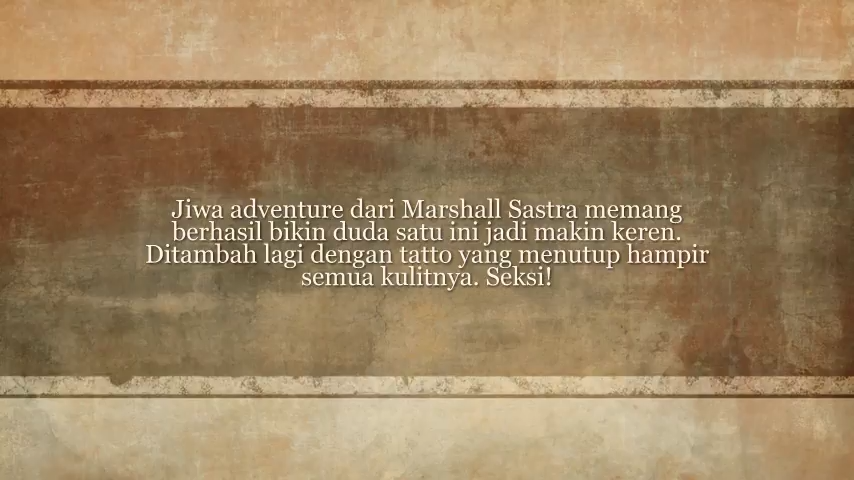 Jiwa adventure dari Marshall Sastra memang
berhasil bikin duda satu ini jadi makin keren.
Ditambah lagi dengan tatto yang menutup hampir
semua kulitnya. Seksi!